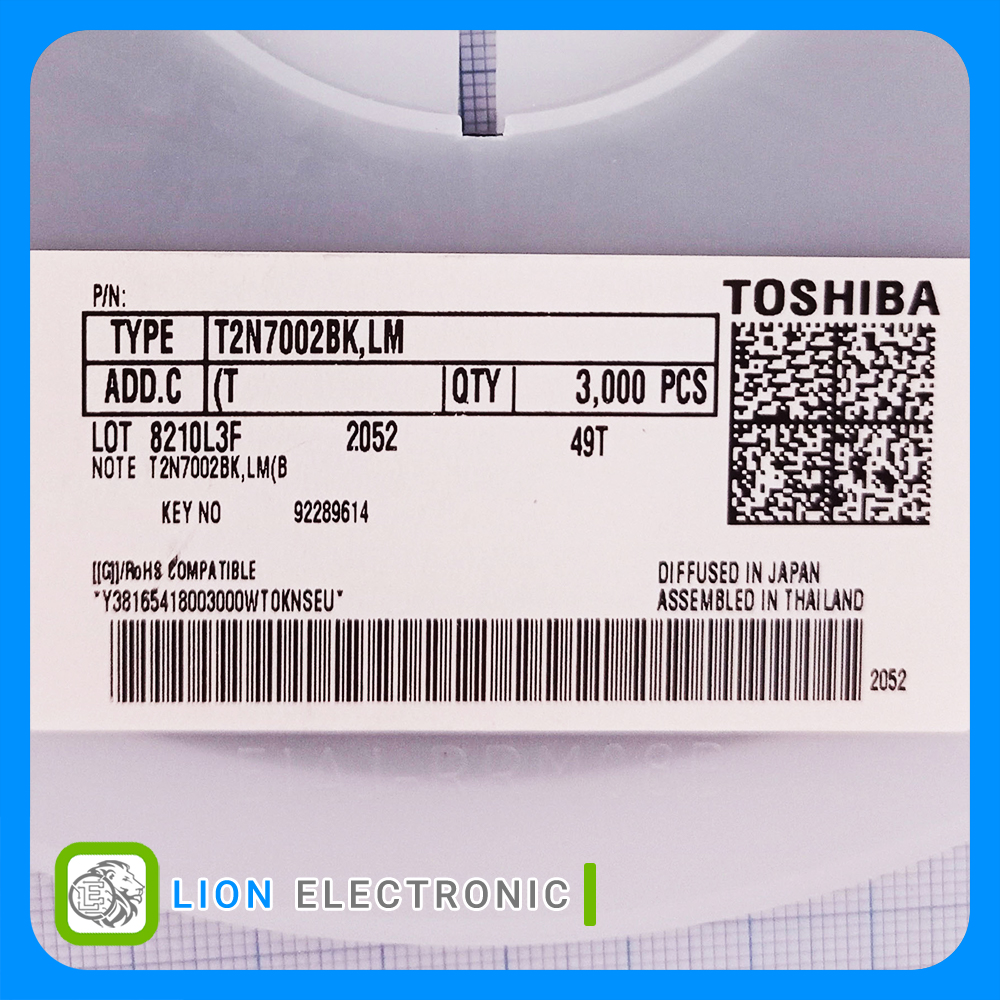 P/N:
TOSHIBA
TYPE T2N7002BK,LM
ADD.C (T QTY 3,000 PCS
LOT 8210L3F 2052 49T
NOTE T2N7002BK,LM(B
KEY NO 92289614
[[G]]/RoHS COMPATIBLE DIFFUSED IN JAPAN
*Y38165418003000WT0KNSEU* ASSEMBLED IN THAILAND
2052
LION ELECTRONIC